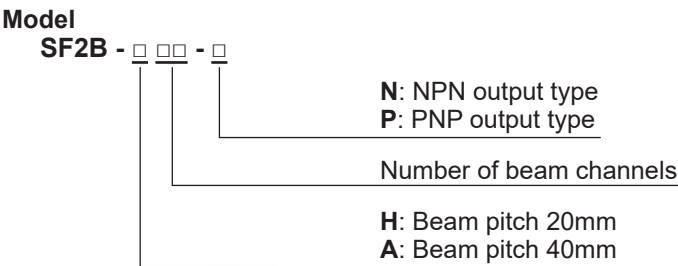 Model
SF2B - □ □□ - □
N: NPN output type
P: PNP output type
Number of beam channels
H: Beam pitch 20mm
A: Beam pitch 40mm